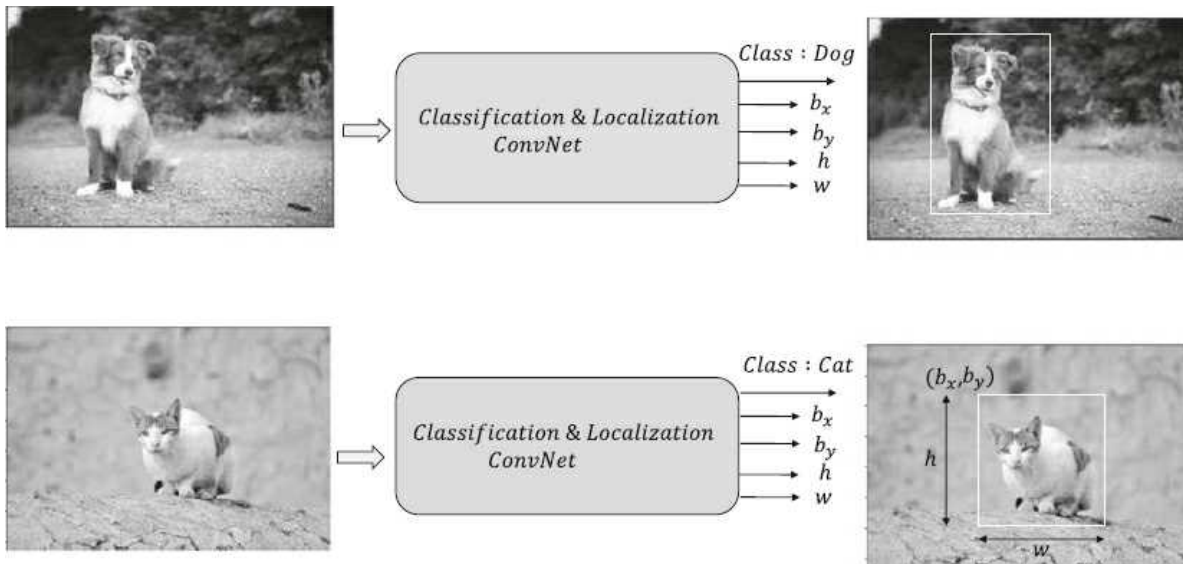 Class : Dog
Classification & Localization
ConvNet
b_x
b_y
h
w
Class : Cat
Classification & Localization
ConvNet
b_x
b_y
h
w
(b_x, b_y)
h
w